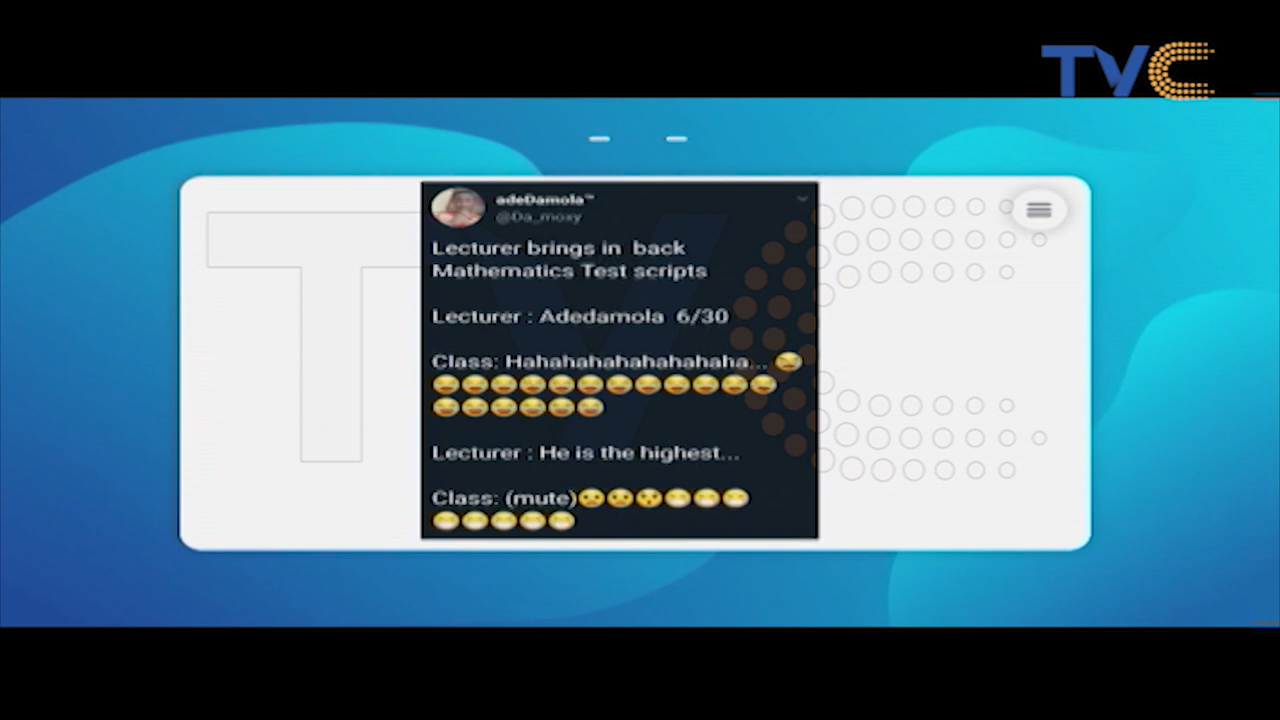 TVC
adeDamola™
@Da_moxy
Lecturer brings in back
Mathematics Test scripts
Lecturer : Adedamola 6/30
Class: Hahahahahahahahaha... 😆
😆😆😆😆😆😆😆😆😆😆😆😆
😆😆😆😆😆😆
Lecturer : He is the highest...
Class: (mute)😲😲😲😷😷😷
😷😷😷😷😷